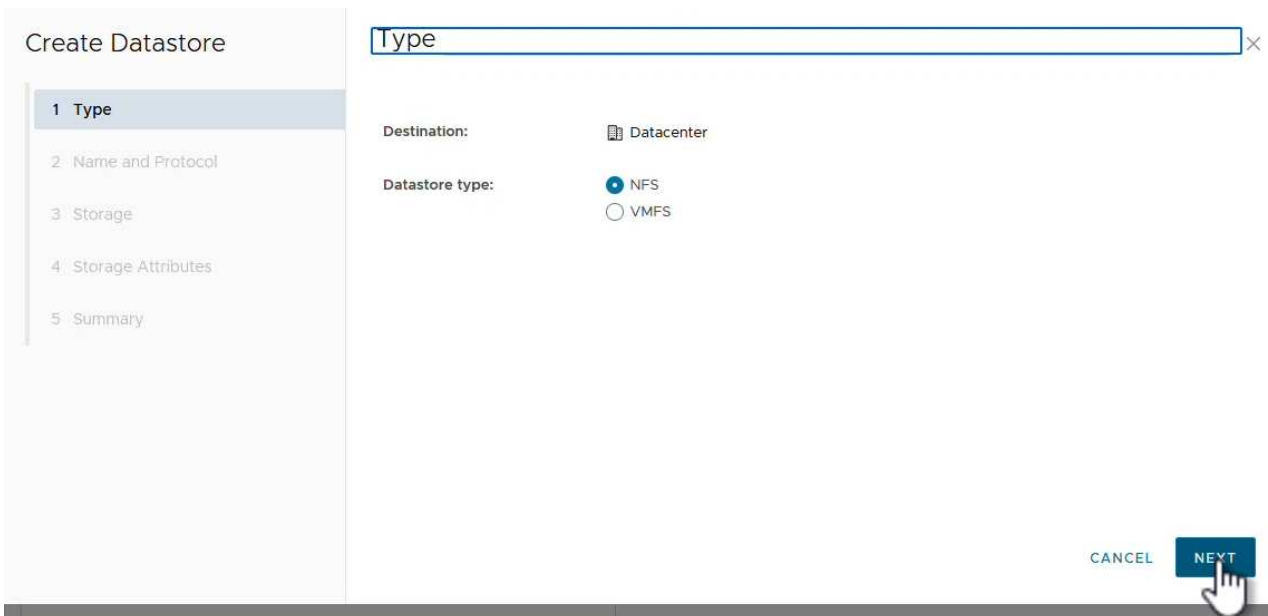 Create Datastore
1 Type
2 Name and Protocol
3 Storage
4 Storage Attributes
5 Summary
Type
Destination: Datacenter
Datastore type: NFS
VMFS
CANCEL NEXT